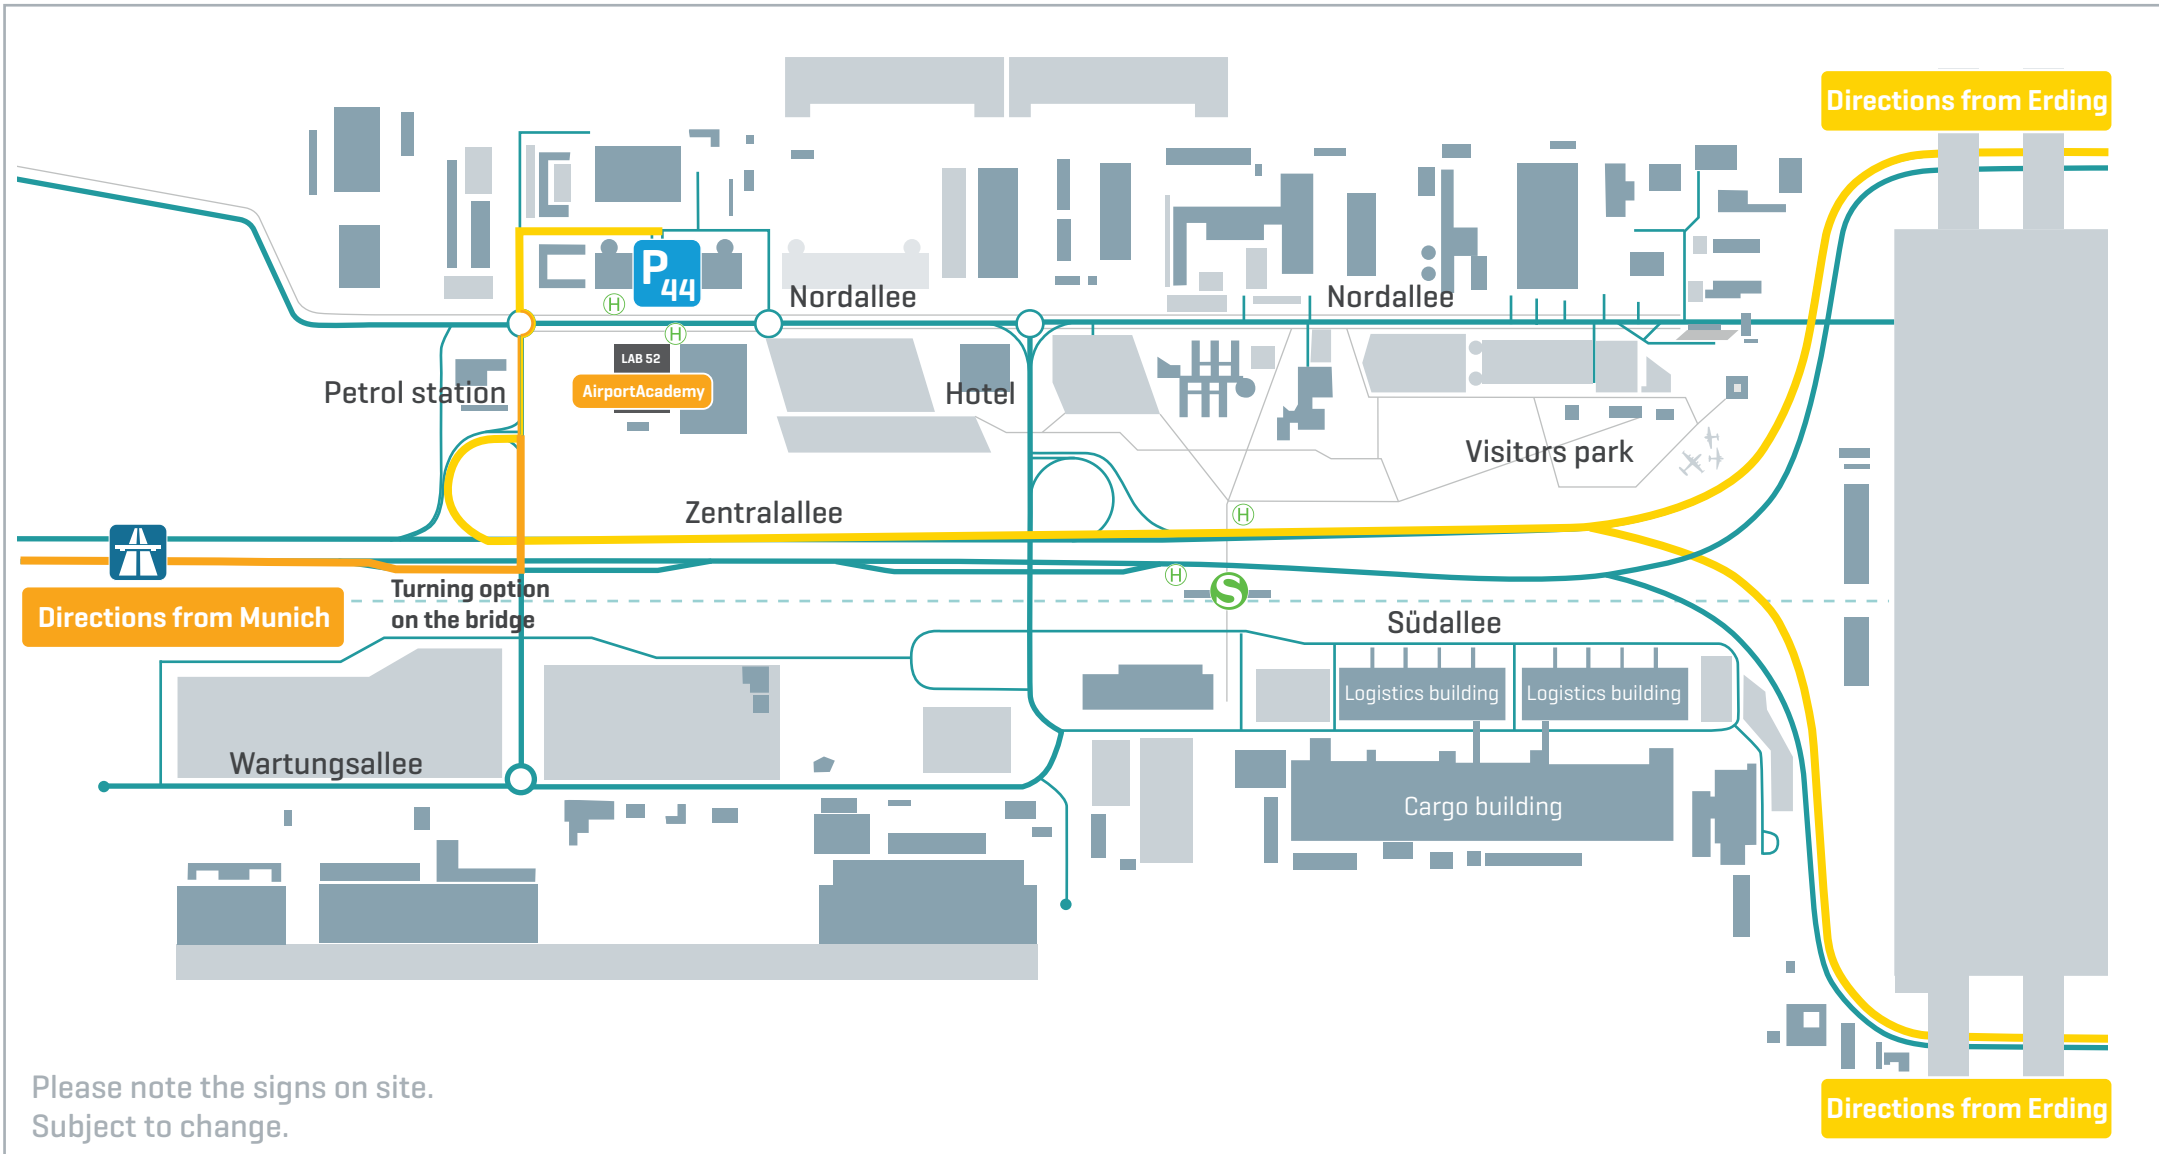 Directions from Erding
P
44
Nordallee
Nordallee
H
H
LAB 52
AirportAcademy
Petrol station
Hotel
Visitors park
Zentralallee
H
Turning option
on the bridge
H
S
Directions from Munich
Südallee
Logistics building
Logistics building
Wartungsallee
Cargo building
Please note the signs on site.
Subject to change.
Directions from Erding